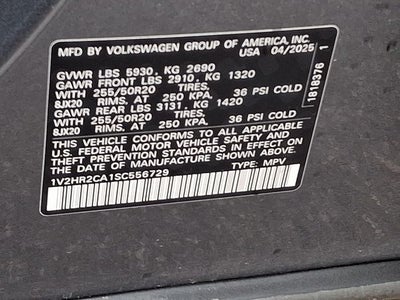 MFD BY VOLKSWAGEN GROUP OF AMERICA, INC.
USA 04/2025
GVWR LBS 5930. KG 2690
GAWR FRONT LBS 2910. KG 1320
WITH 255/50R20 TIRES.
8JX20 RIMS. AT 250 KPA. 36 PSI COLD
GAWR REAR LBS 3131. KG 1420
WITH 255/50R20 TIRES.
8JX20 RIMS. AT 250 KPA. 36 PSI COLD
THIS VEHICLE CONFORMS TO ALL APPLICABLE
U.S. FEDERAL MOTOR VEHICLE SAFETY AND
THEFT PREVENTION STANDARDS IN EFFECT ON
THE DATE OF MANUFACTURE SHOWN ABOVE.
1V2HR2CA1SC556729 TYPE: MPV
1818376 1